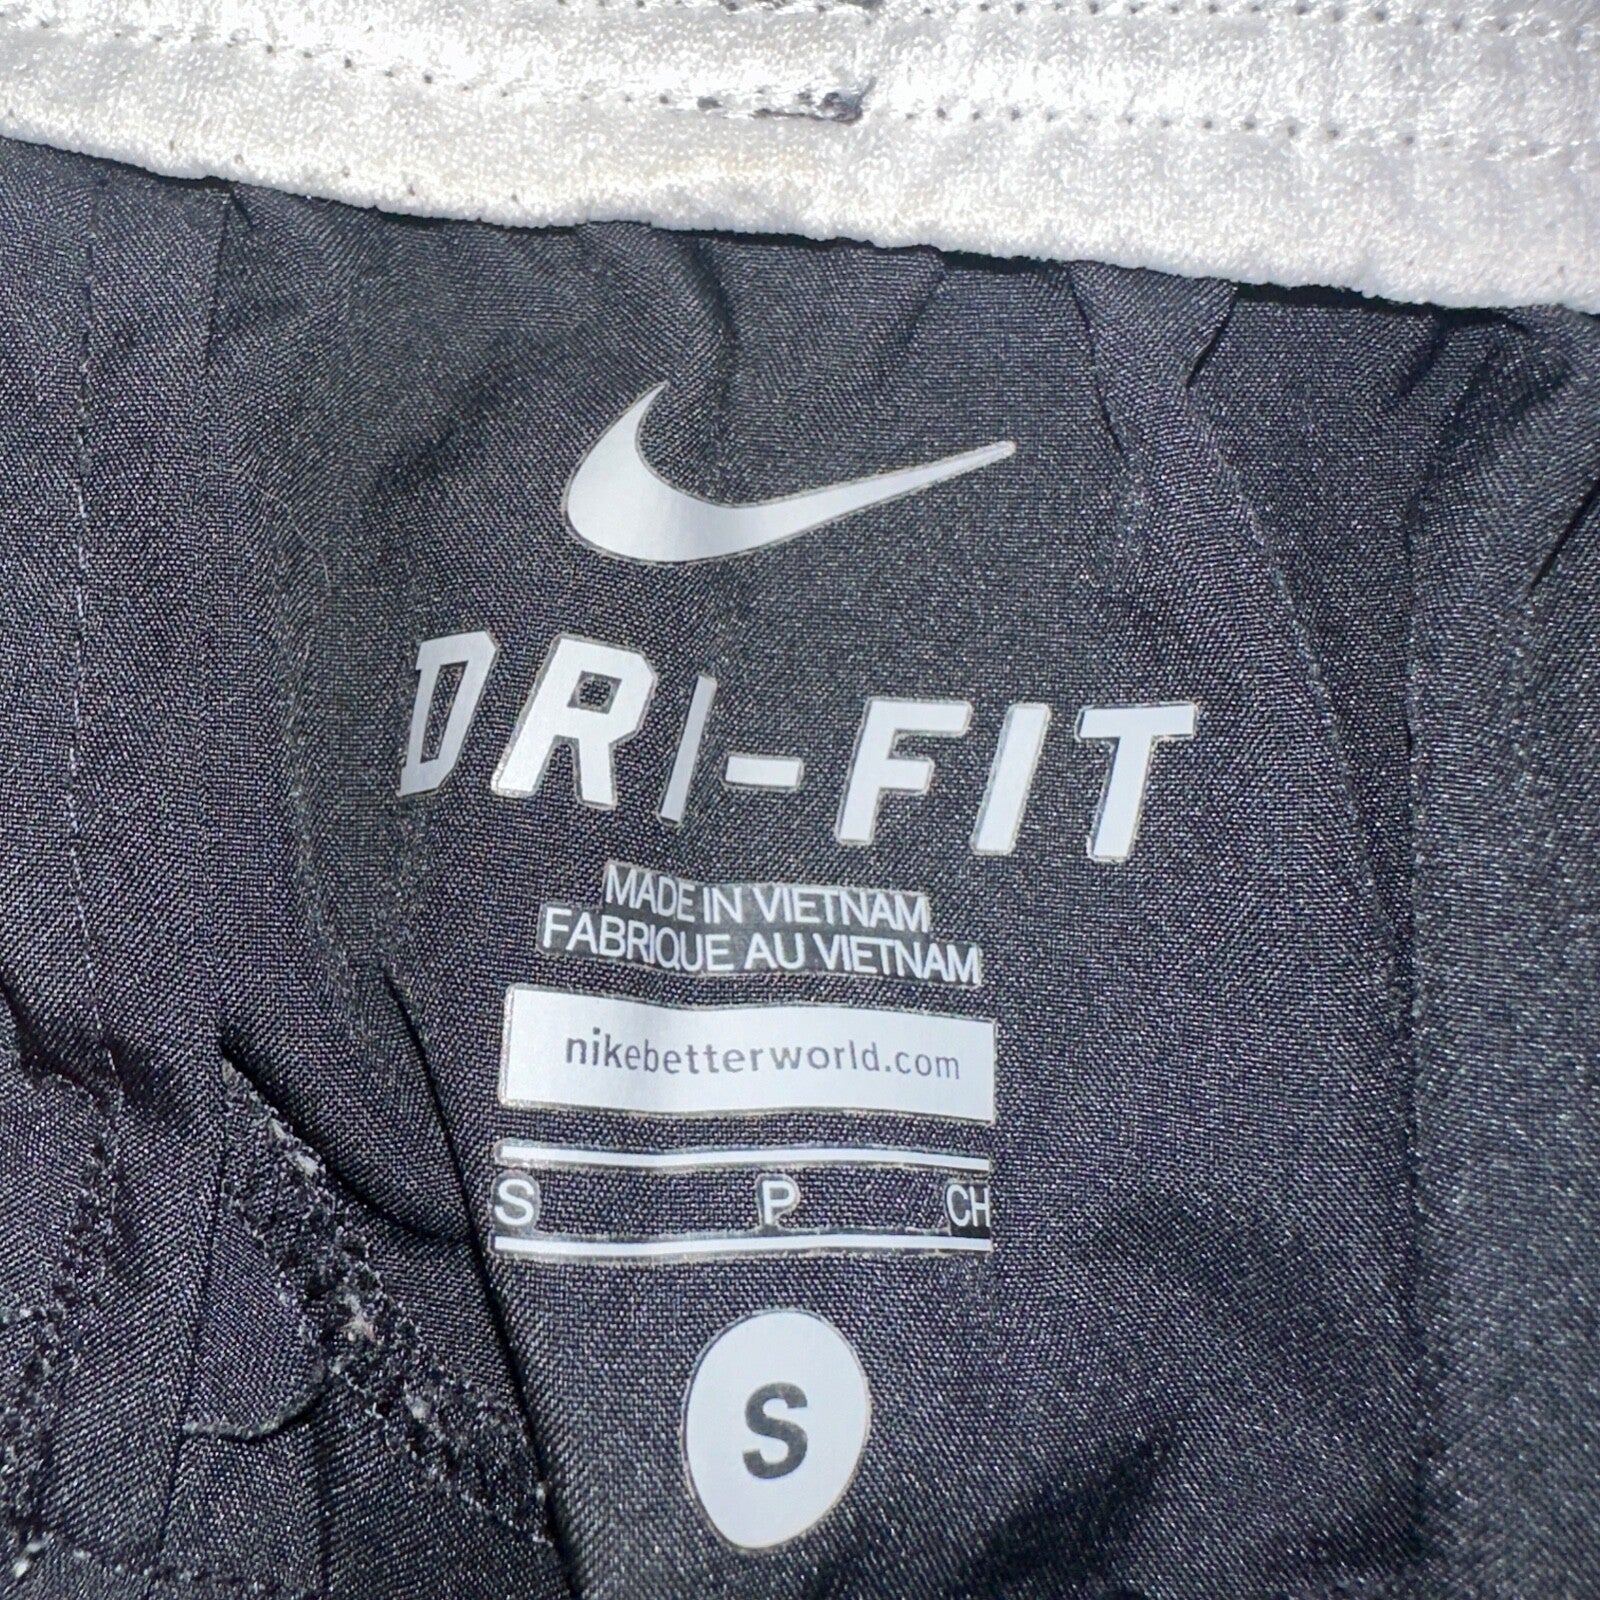 DRI-FIT
MADE IN VIETNAM
FABRIQUE AU VIETNAM
nikebetterworld.com
S P CH
S